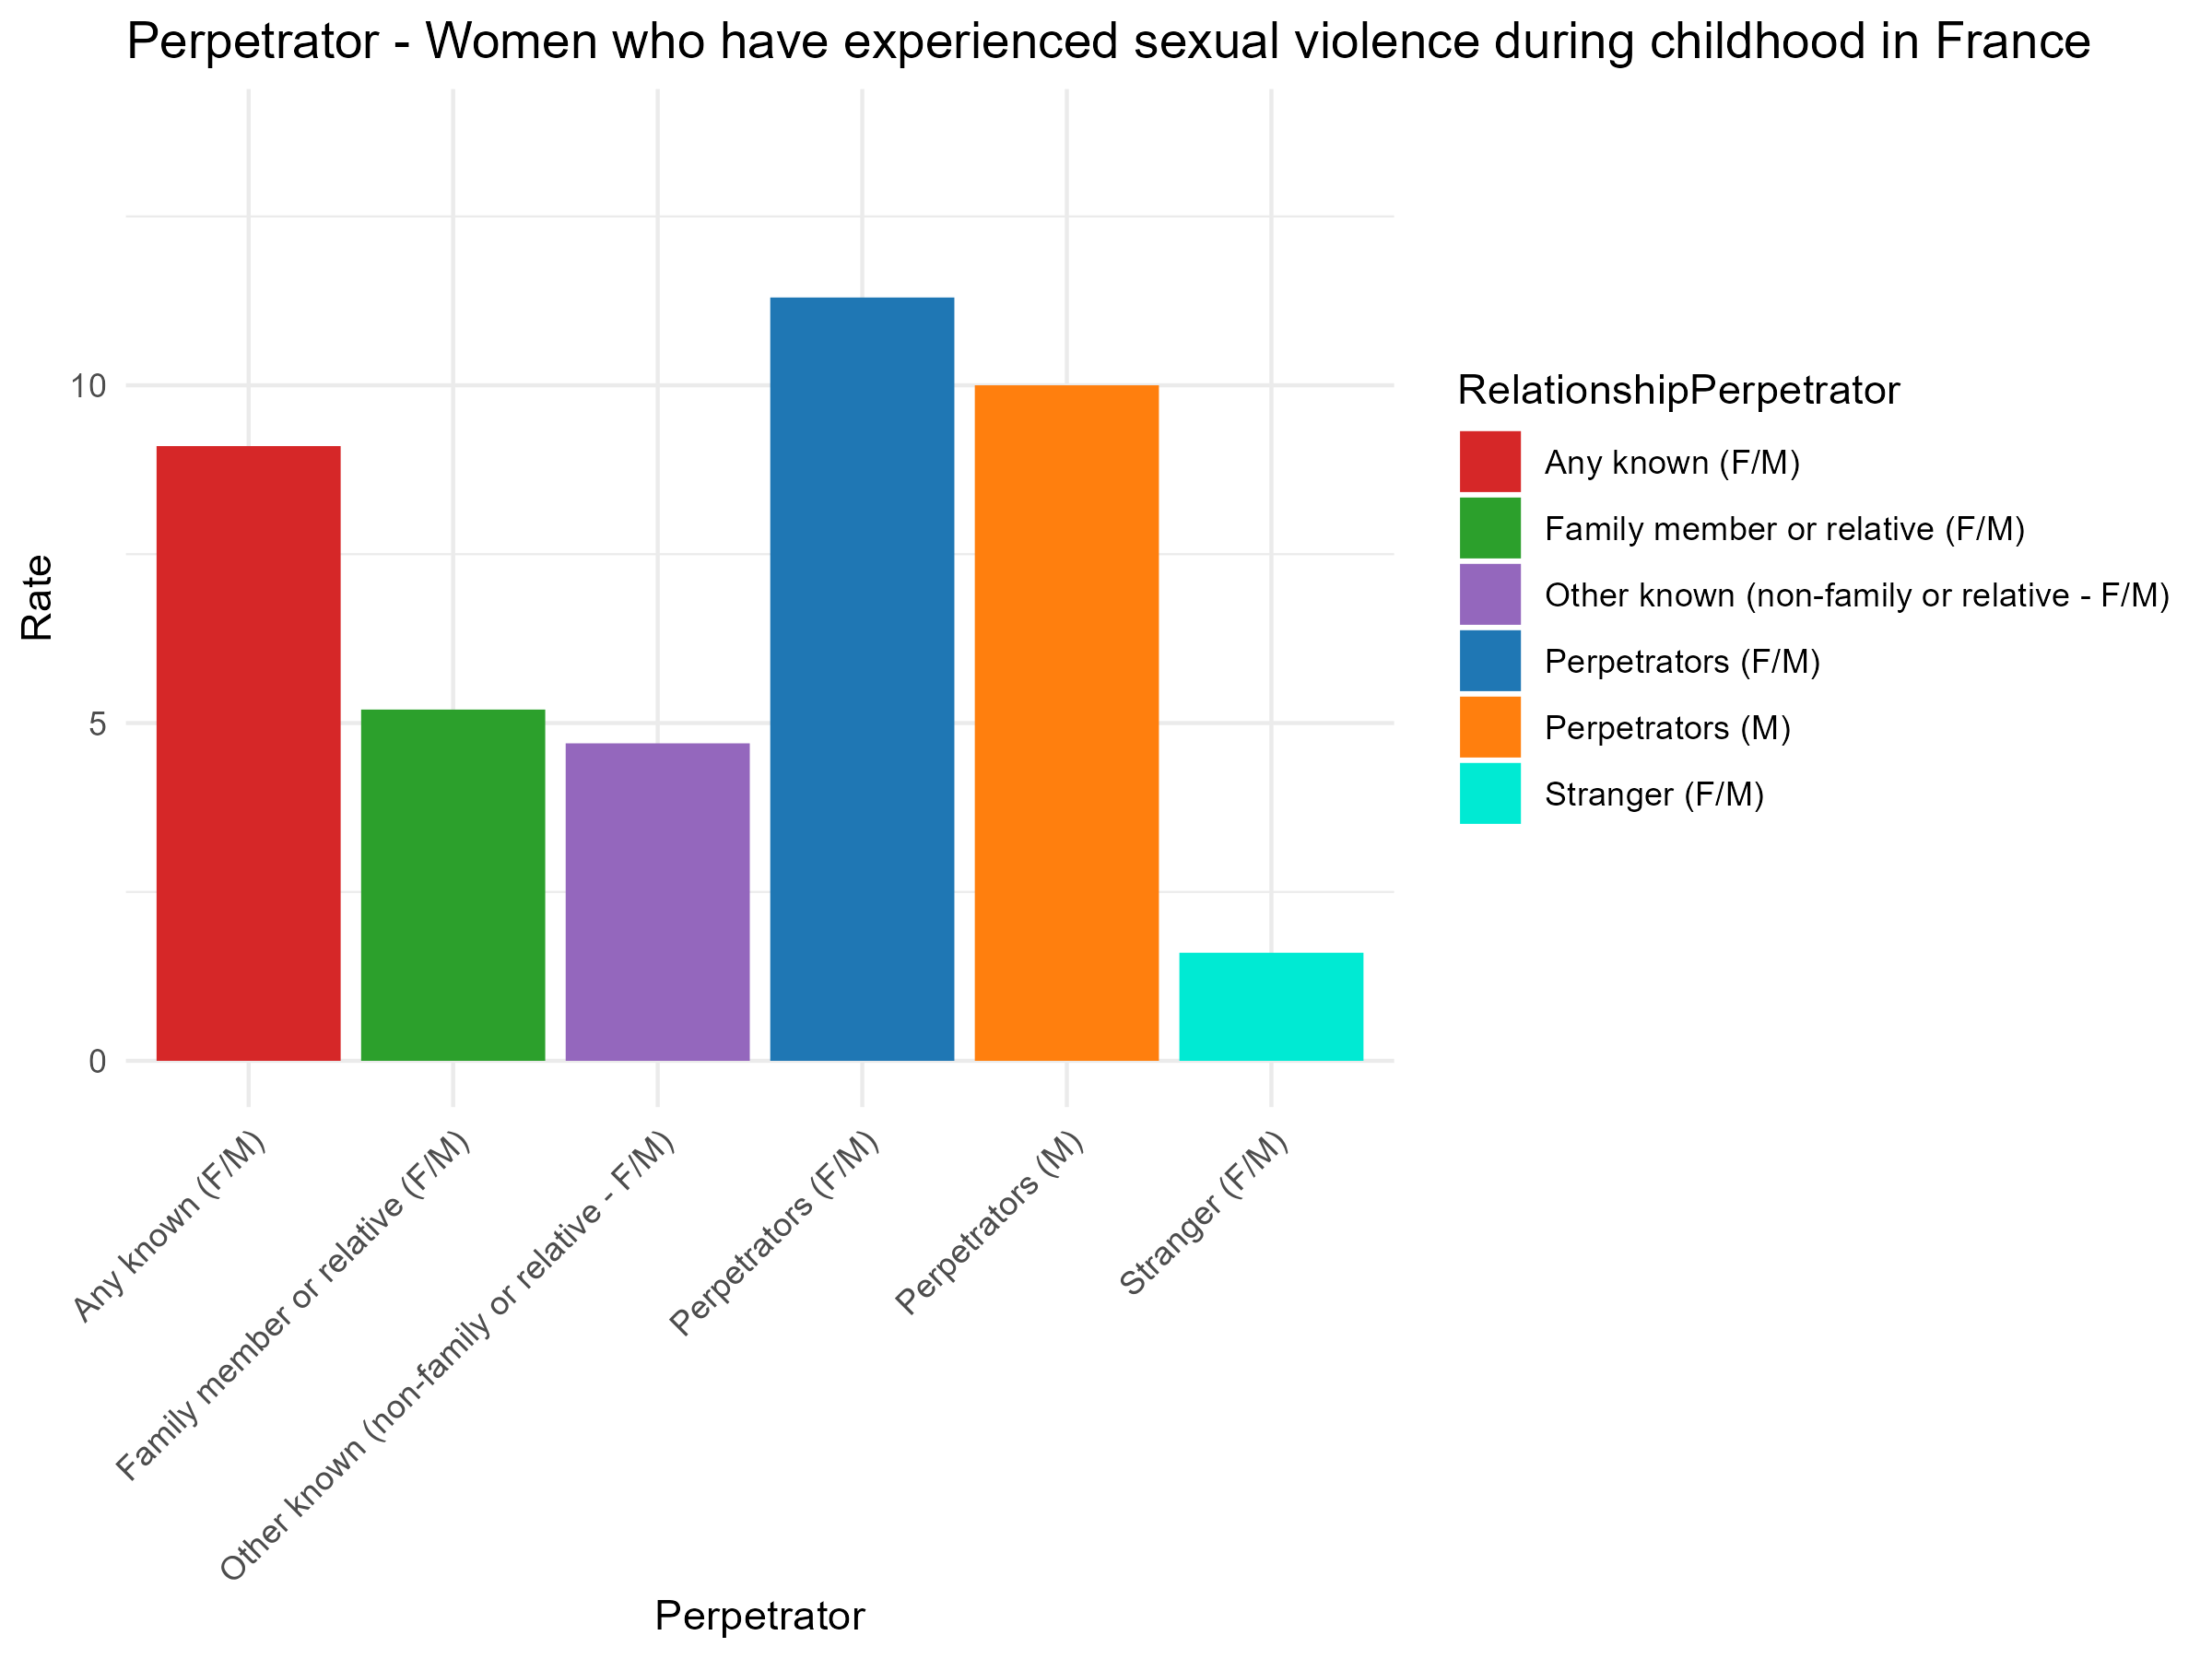 Perpetrator - Women who have experienced sexual violence during childhood in France
Rate
10
5
0
Any known (F/M)
Family member or relative (F/M)
Other known (non-family or relative - F/M)
Perpetrators (F/M)
Perpetrators (M)
Stranger (F/M)
Perpetrator
RelationshipPerpetrator
Any known (F/M)
Family member or relative (F/M)
Other known (non-family or relative - F/M)
Perpetrators (F/M)
Perpetrators (M)
Stranger (F/M)